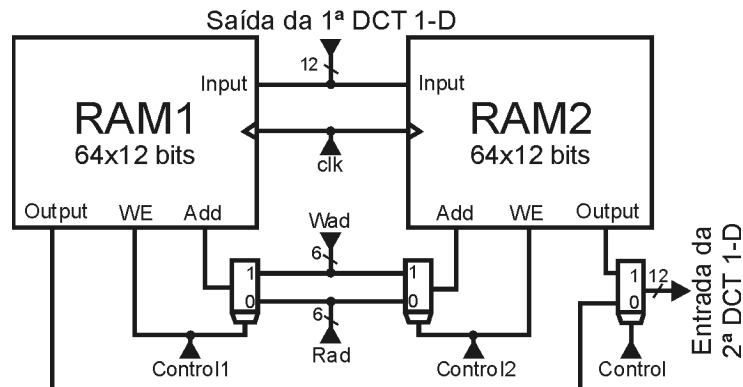 Saída da 1ª DCT 1-D
12
Input
Input
RAM1
64x12 bits
RAM2
64x12 bits
clk
Output
WE
Add
Wad
6
Add
WE
Output
1
0
1
0
1
0
12
6
Rad
Control1
Control2
Control
Entrada da
2ª DCT 1-D